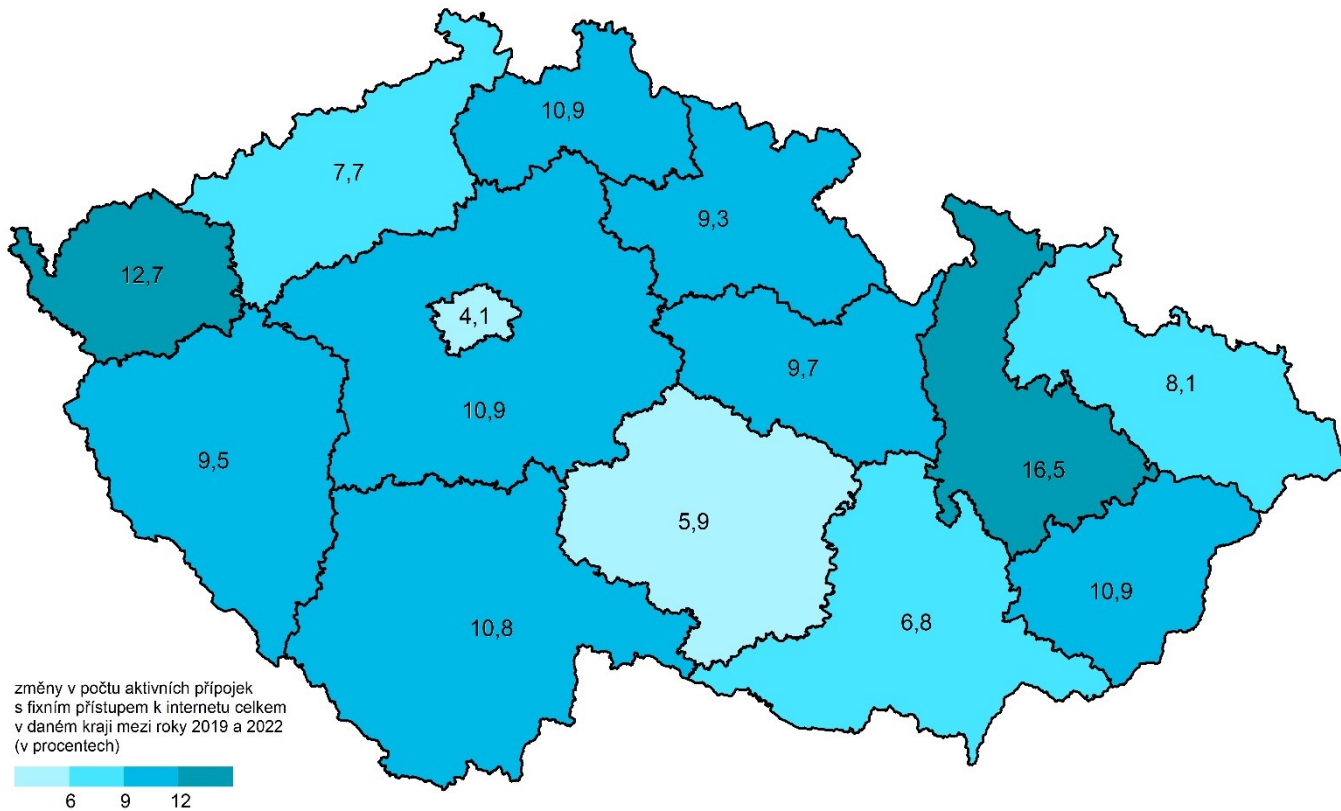 10,9
7,7
9,3
12,7
4,1
9,7
8,1
10,9
9,5
16,5
5,9
10,9
6,8
10,8
změny v počtu aktivních přípojek
s fixním přístupem k internetu celkem
v daném kraji mezi roky 2019 a 2022
(v procentech)
6 9 12